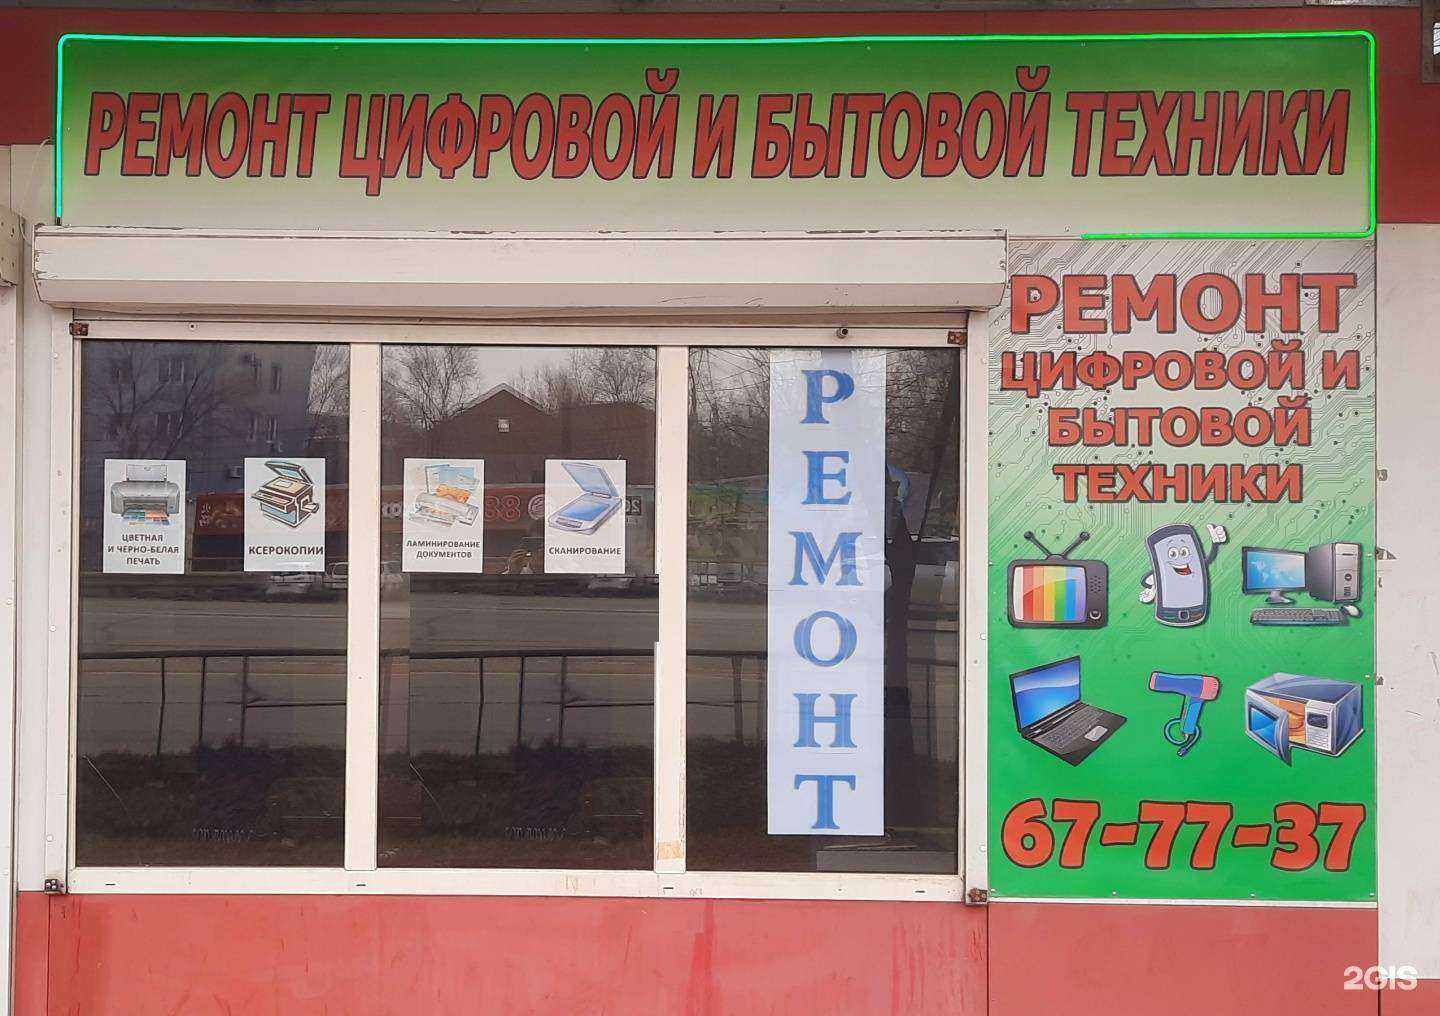 РЕМОНТ ЦИФРОВОЙ И БЫТОВОЙ ТЕХНИКИ
РЕМОНТ
ЦИФРОВОЙ И
БЫТОВОЙ
ТЕХНИКИ
67-77-37
РЕМОНТ
ЦВЕТНАЯ
И ЧЕРНО-БЕЛАЯ
ПЕЧАТЬ
КСЕРОКОПИИ
ЛАМИНИРОВАНИЕ
ДОКУМЕНТОВ
СКАНИРОВАНИЕ
2GIS